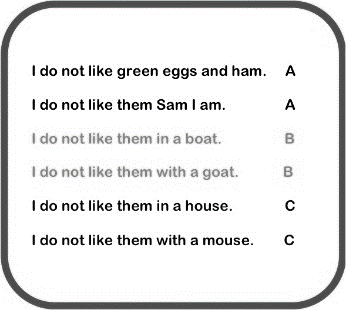 I do not like green eggs and ham. A
I do not like them Sam I am. A
I do not like them in a boat. B
I do not like them with a goat. B
I do not like them in a house. C
I do not like them with a mouse. C